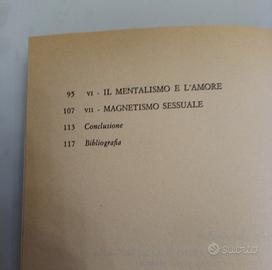 95 VI - IL MENTALISMO E L'AMORE
107 VII - MAGNETISMO SESSUALE
113 Conclusione
117 Bibliografia
subito